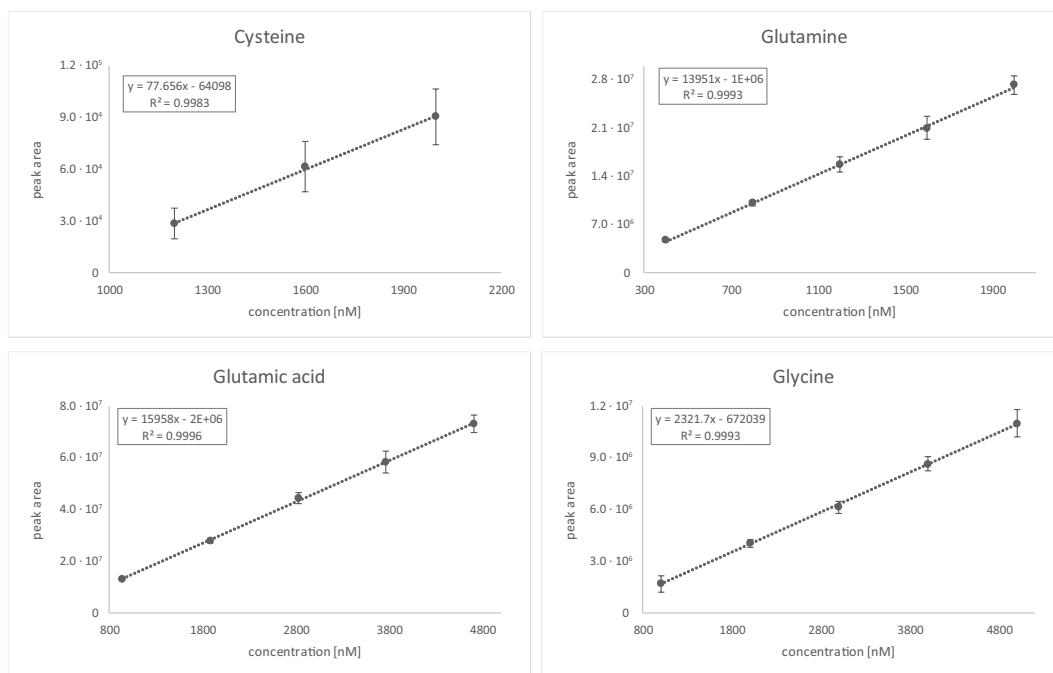 Cysteine
1.2 · 10⁵
9.0 · 10⁴
6.0 · 10⁴
3.0 · 10⁴
0
peak area
y = 77.656x - 64098
R² = 0.9983
1000 1300 1600 1900 2200
concentration [nM]
Glutamine
2.8 · 10⁷
2.1 · 10⁷
1.4 · 10⁷
7.0 · 10⁶
0
peak area
y = 13951x - 1E+06
R² = 0.9993
300 700 1100 1500 1900
concentration [nM]
Glutamic acid
8.0 · 10⁷
6.0 · 10⁷
4.0 · 10⁷
2.0 · 10⁷
0
peak area
y = 15958x - 2E+06
R² = 0.9996
800 1800 2800 3800 4800
concentration [nM]
Glycine
1.2 · 10⁷
9.0 · 10⁶
6.0 · 10⁶
3.0 · 10⁶
0
peak area
y = 2321.7x - 672039
R² = 0.9993
800 1800 2800 3800 4800
concentration [nM]